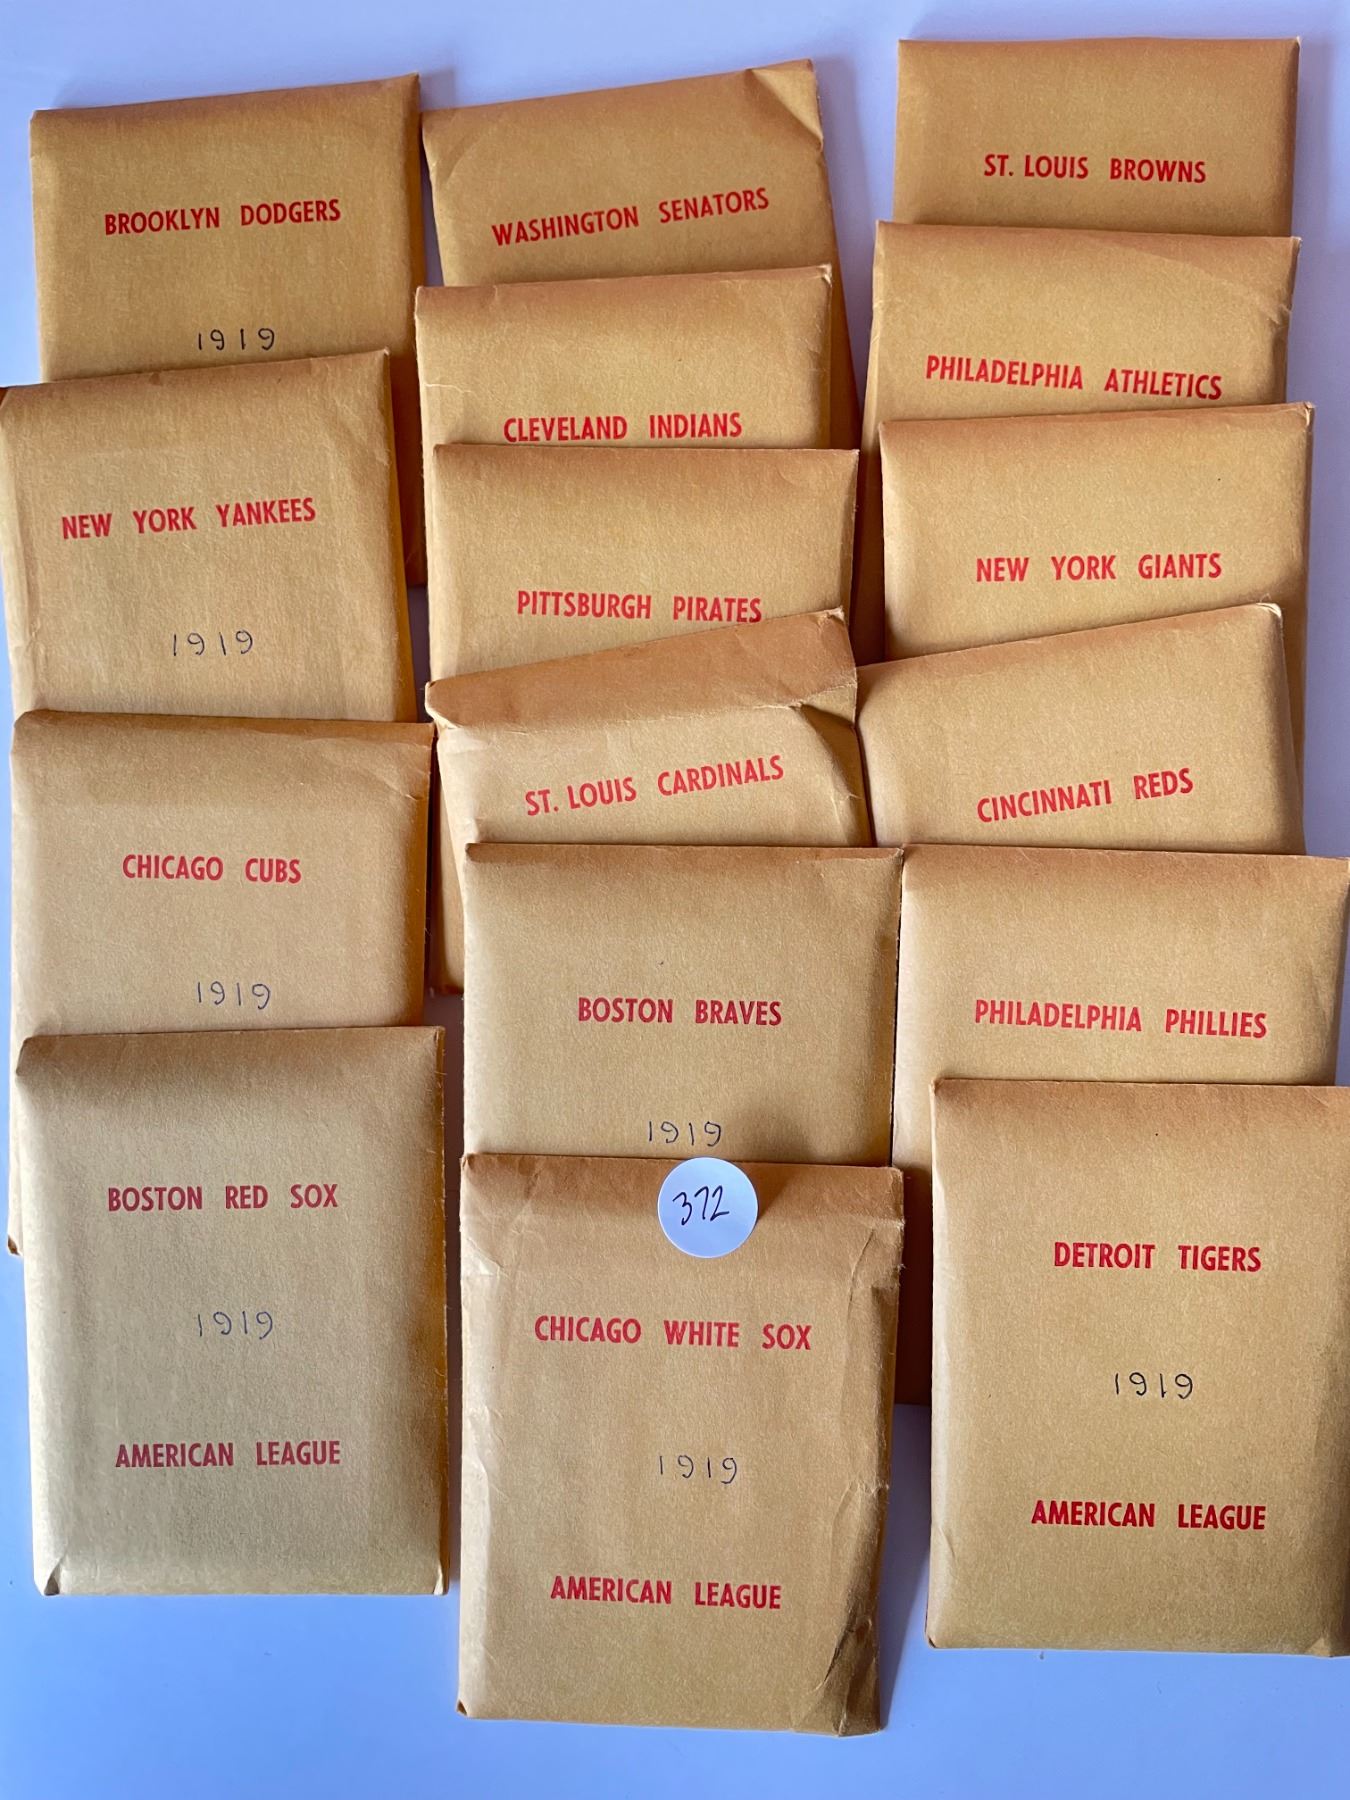 BROOKLYN DODGERS
1919
NEW YORK YANKEES
1919
CHICAGO CUBS
1919
BOSTON RED SOX
1919
AMERICAN LEAGUE
WASHINGTON SENATORS
CLEVELAND INDIANS
PITTSBURGH PIRATES
ST. LOUIS CARDINALS
BOSTON BRAVES
1919
372
CHICAGO WHITE SOX
1919
AMERICAN LEAGUE
ST. LOUIS BROWNS
PHILADELPHIA ATHLETICS
NEW YORK GIANTS
CINCINNATI REDS
PHILADELPHIA PHILLIES
DETROIT TIGERS
1919
AMERICAN LEAGUE